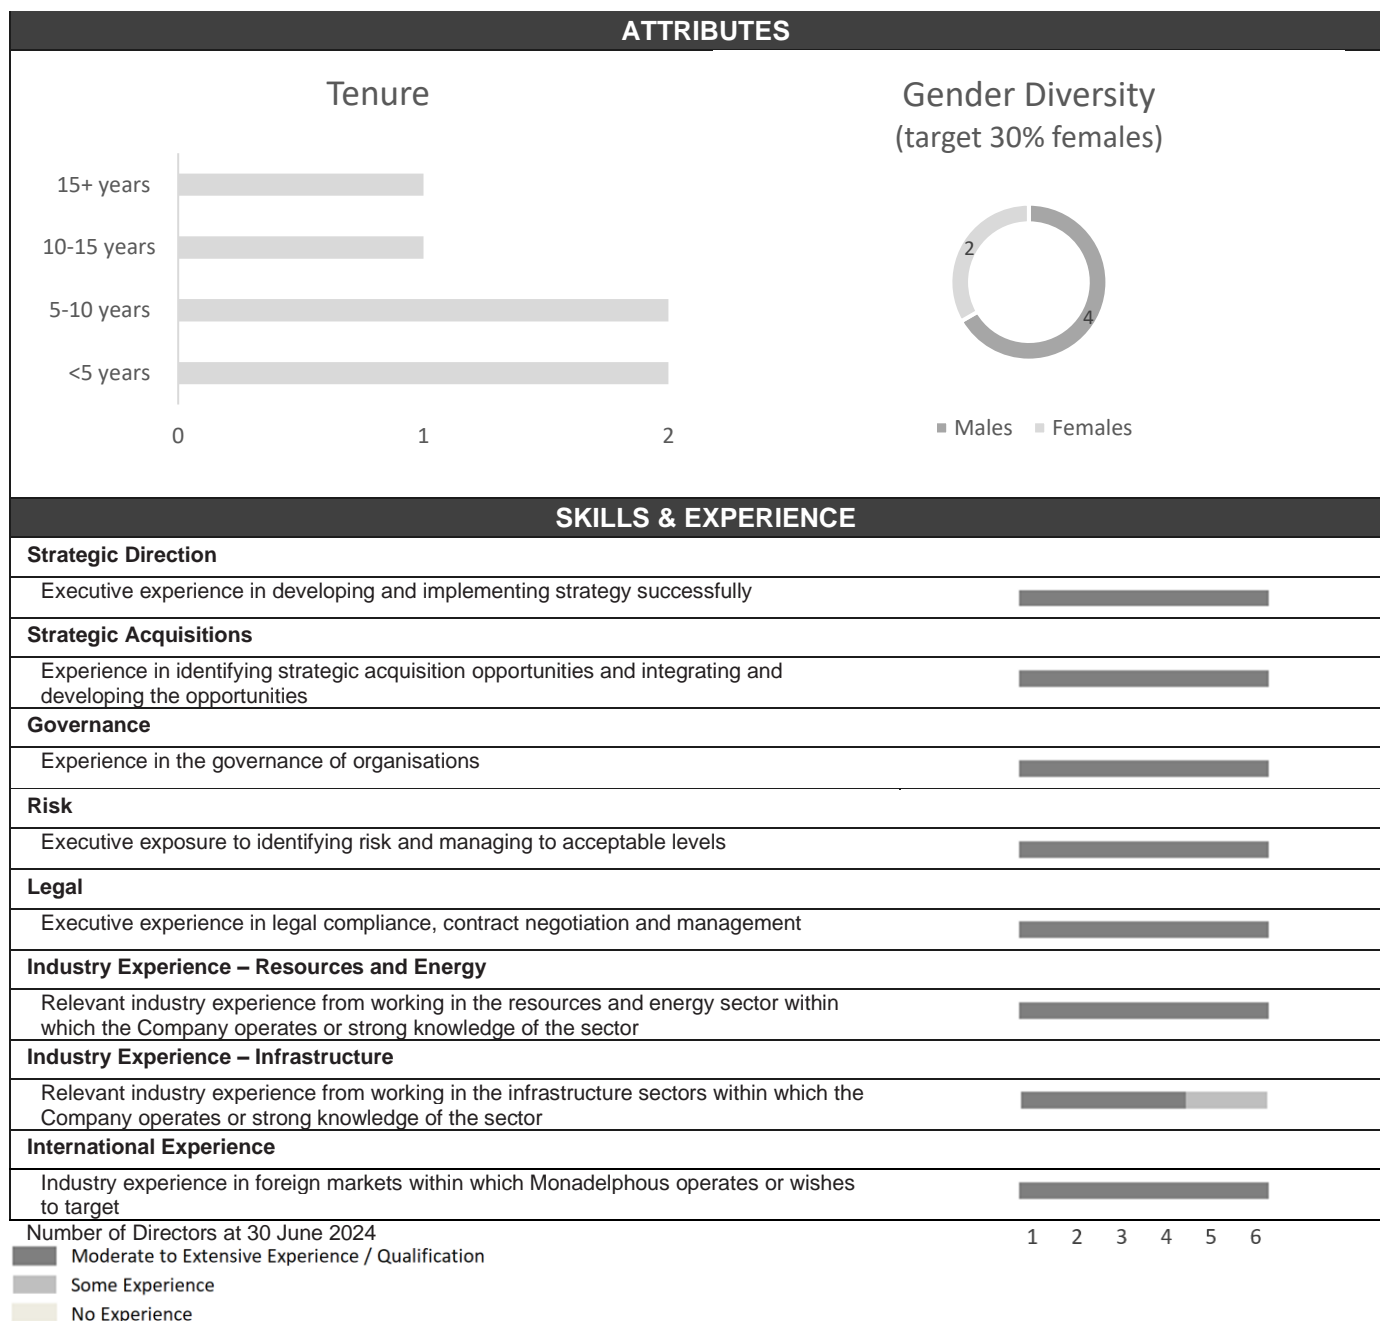 ATTRIBUTES
Tenure
15+ years
10-15 years
5-10 years
<5 years
0 1 2
Gender Diversity
(target 30% females)
2
4
Males Females
SKILLS & EXPERIENCE
Strategic Direction
Executive experience in developing and implementing strategy successfully
Strategic Acquisitions
Experience in identifying strategic acquisition opportunities and integrating and
developing the opportunities
Governance
Experience in the governance of organisations
Risk
Executive exposure to identifying risk and managing to acceptable levels
Legal
Executive experience in legal compliance, contract negotiation and management
Industry Experience – Resources and Energy
Relevant industry experience from working in the resources and energy sector within
which the Company operates or strong knowledge of the sector
Industry Experience – Infrastructure
Relevant industry experience from working in the infrastructure sectors within which the
Company operates or strong knowledge of the sector
International Experience
Industry experience in foreign markets within which Monadelphous operates or wishes
to target
Number of Directors at 30 June 2024 1 2 3 4 5 6
Moderate to Extensive Experience / Qualification
Some Experience
No Experience